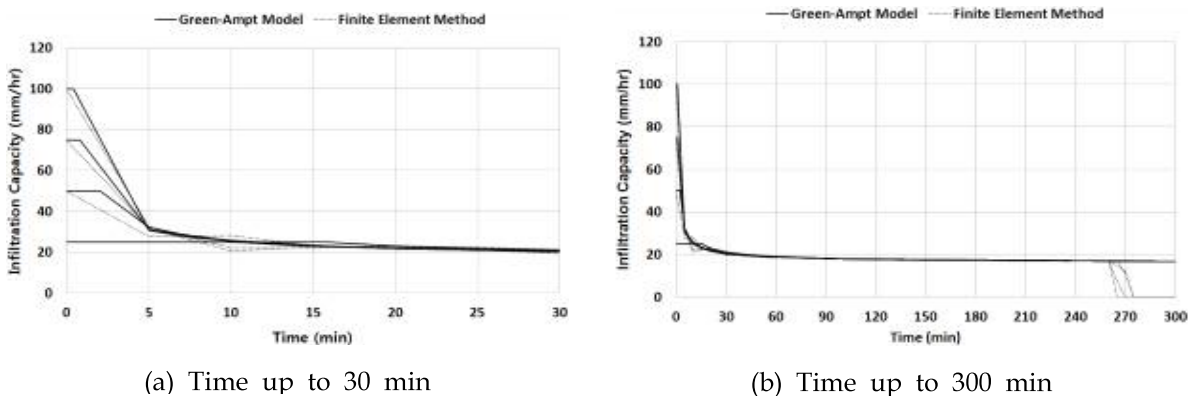 Green-Ampt Model Finite Element Method
120
100
80
60
40
20
0
Infiltration Capacity (mm/hr)
0 5 10 15 20 25 30
Time (min)
(a) Time up to 30 min
Green-Ampt Model Finite Element Method
120
100
80
60
40
20
0
Infiltration Capacity (mm/hr)
0 30 60 90 120 150 180 210 240 270 300
Time (min)
(b) Time up to 300 min